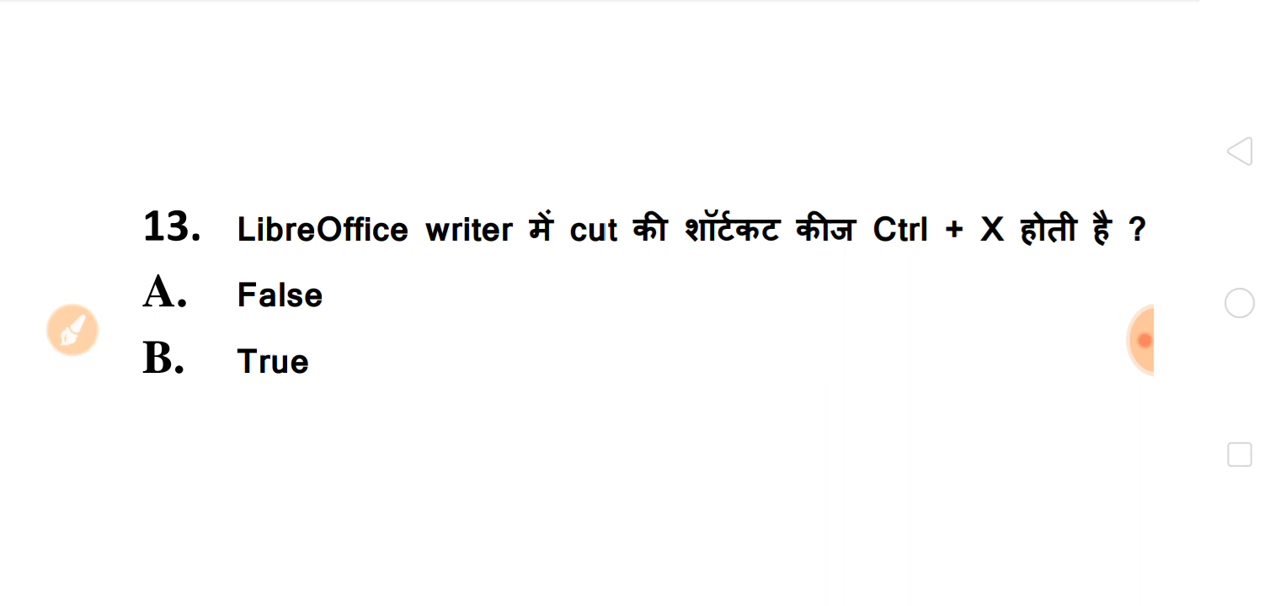 13. LibreOffice writer में cut की शॉर्टकट कीज Ctrl + X होती है ?
A. False
B. True